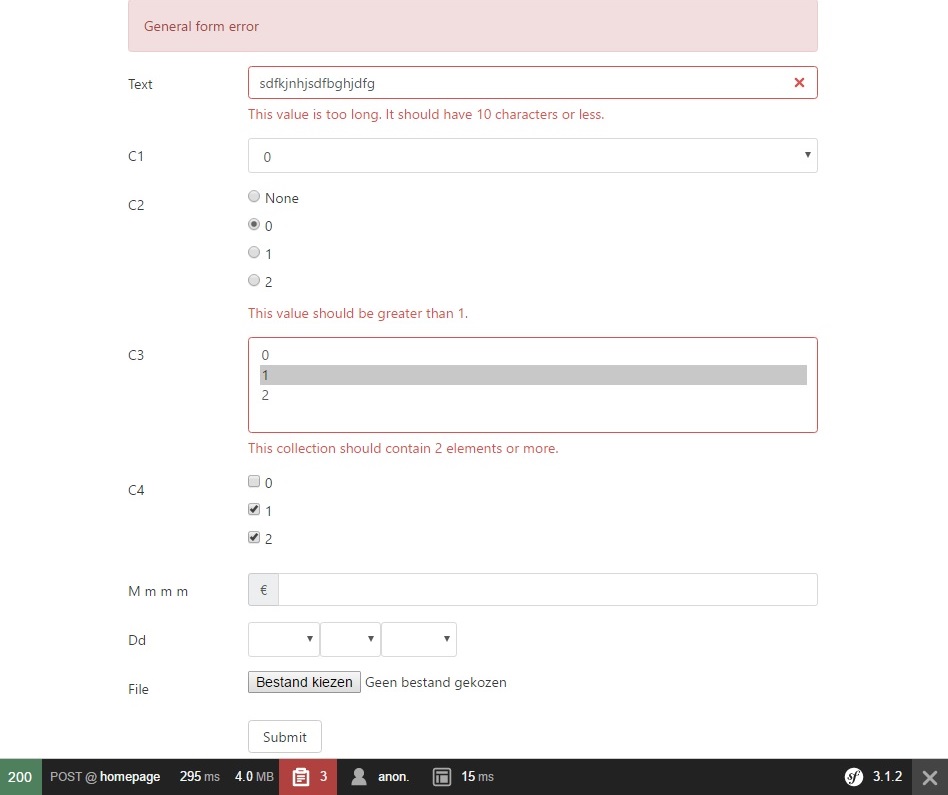 General form error
Text
sdfkjnhjsdfbghjdfg
This value is too long. It should have 10 characters or less.
C1
0
C2
None
0
1
2
This value should be greater than 1.
C3
0
1
2
This collection should contain 2 elements or more.
C4
0
1
2
M m m m
€
Dd
File
Bestand kiezen Geen bestand gekozen
Submit
200 POST @ homepage 295 ms 4.0 MB 3 anon. 15 ms sf 3.1.2